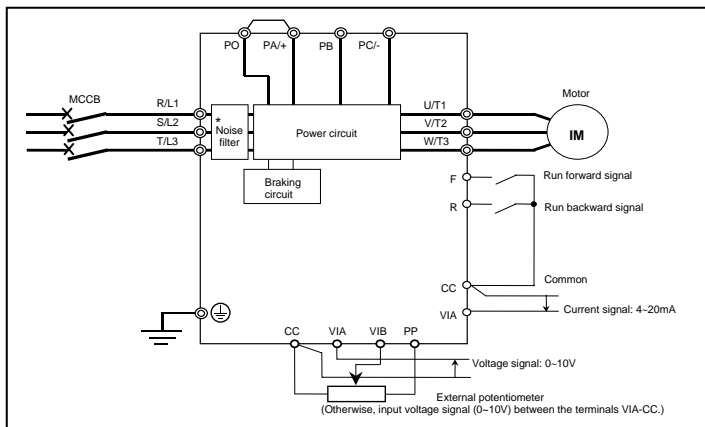 PO PA/+ PB PC/-
MCCB
Motor
R/L1
S/L2
T/L3
* Noise
filter
Power circuit
U/T1
V/T2
W/T3
IM
Braking
circuit
F
Run forward signal
R
Run backward signal
CC
Common
VIA
Current signal: 4~20mA
CC VIA VIB PP
Voltage signal: 0~10V
External potentiometer
(Otherwise, input voltage signal (0~10V) between the terminals VIA-CC.)